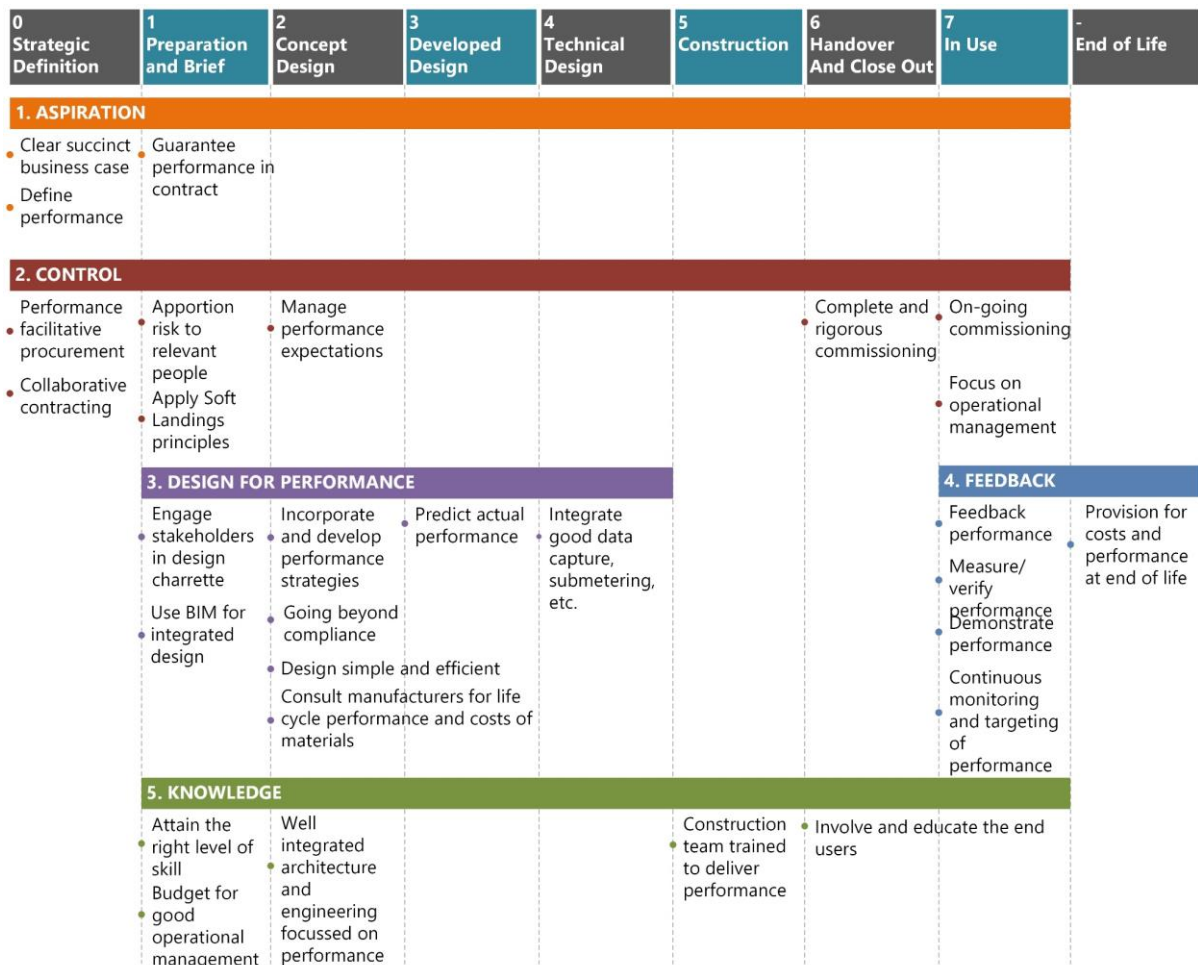 0
Strategic
Definition
1
Preparation
and Brief
2
Concept
Design
3
Developed
Design
4
Technical
Design
5
Construction
6
Handover
And Close Out
7
In Use
-
End of Life
1. ASPIRATION
Clear succinct
business case
Define
performance
Guarantee
performance in
contract
2. CONTROL
Performance
facilitative
procurement
Collaborative
contracting
Apportion
risk to
relevant
people
Apply Soft
Landings
principles
Manage
performance
expectations
Complete and
rigorous
commissioning
On-going
commissioning
Focus on
operational
management
3. DESIGN FOR PERFORMANCE
Engage
stakeholders
in design
charrette
Use BIM for
integrated
design
Incorporate
and develop
performance
strategies
Going beyond
compliance
Design simple and efficient
Consult manufacturers for life
cycle performance and costs of
materials
Predict actual
performance
Integrate
good data
capture,
submetering,
etc.
4. FEEDBACK
Feedback
performance
Measure/
verify
performance
Demonstrate
performance
Continuous
monitoring
and targeting
of
performance
Provision for
costs and
performance
at end of life
5. KNOWLEDGE
Attain the
right level of
skill
Budget for
good
operational
management
Well
integrated
architecture
and
engineering
focussed on
performance
Construction
team trained
to deliver
performance
Involve and educate the end
users